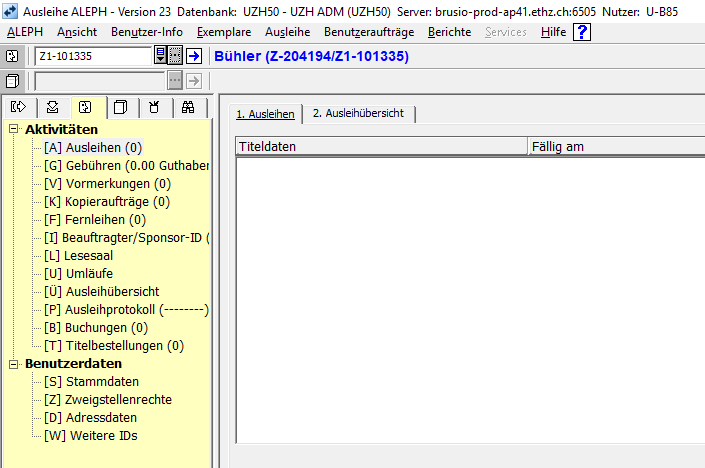 Ausleihe ALEPH - Version 23 Datenbank: UZH50 - UZH ADM (UZH50) Server: brusio-prod-ap41.ethz.ch:6505 Nutzer: U-B85
ALEPH Ansicht Benutzer-Info Exemplare Ausleihe Benutzeraufträge Berichte Services Hilfe ?
Z1-101335 ... Bühler (Z-204194/Z1-101335)
...
1. Ausleihen 2. Ausleihübersicht
Titeldaten Fällig am
Aktivitäten
[A] Ausleihen (0)
[G] Gebühren (0.00 Guthaben
[V] Vormerkungen (0)
[K] Kopieraufträge (0)
[F] Fernleihen (0)
[I] Beauftragter/Sponsor-ID (
[L] Lesesaal
[U] Umläufe
[Ü] Ausleihübersicht
[P] Ausleihprotokoll (--------)
[B] Buchungen (0)
[T] Titelbestellungen (0)
Benutzerdaten
[S] Stammdaten
[Z] Zweigstellenrechte
[D] Adressdaten
[W] Weitere IDs